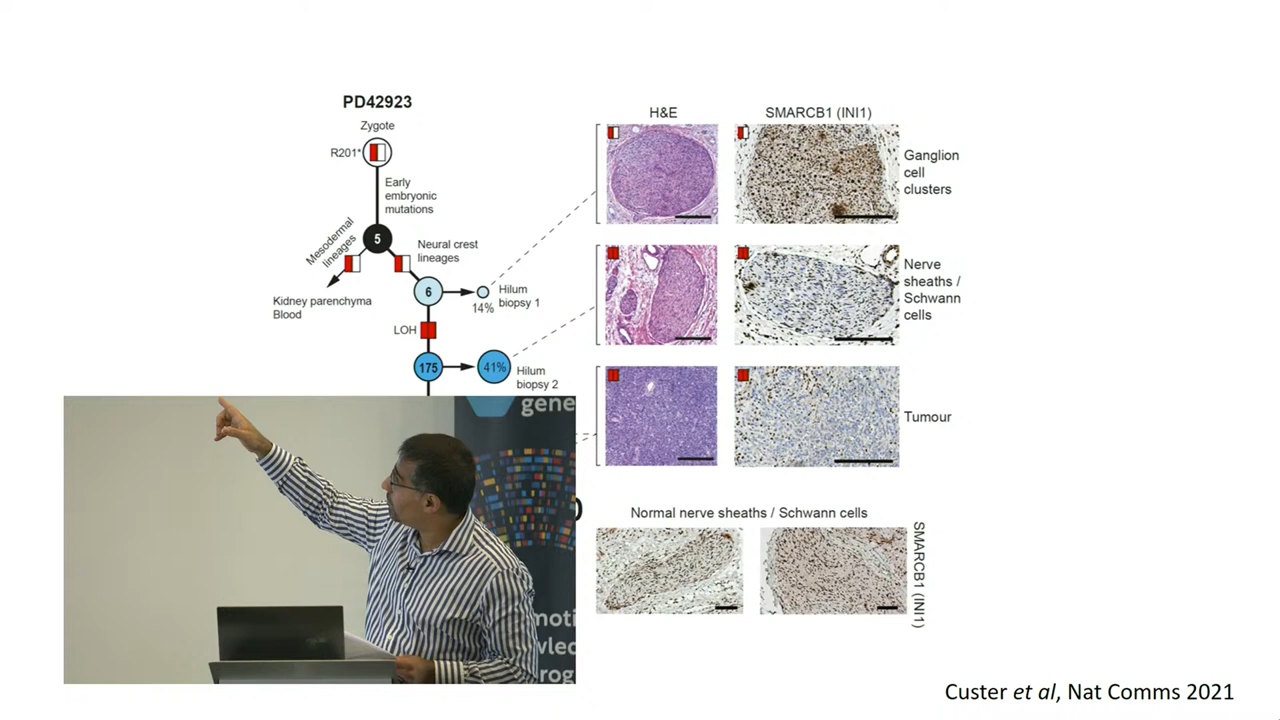 PD42923
Zygote
R201*
Early
embryonic
mutations
5
Mesodermal
lineages
Neural crest
lineages
Kidney parenchyma
Blood
6
14%
Hilum
biopsy 1
LOH
175
41%
Hilum
biopsy 2
H&E
SMARCB1 (INI1)
Ganglion
cell
clusters
Nerve
sheaths /
Schwann
cells
Tumour
Normal nerve sheaths / Schwann cells
SMARCB1 (INI1)
gene
Custer et al, Nat Comms 2021